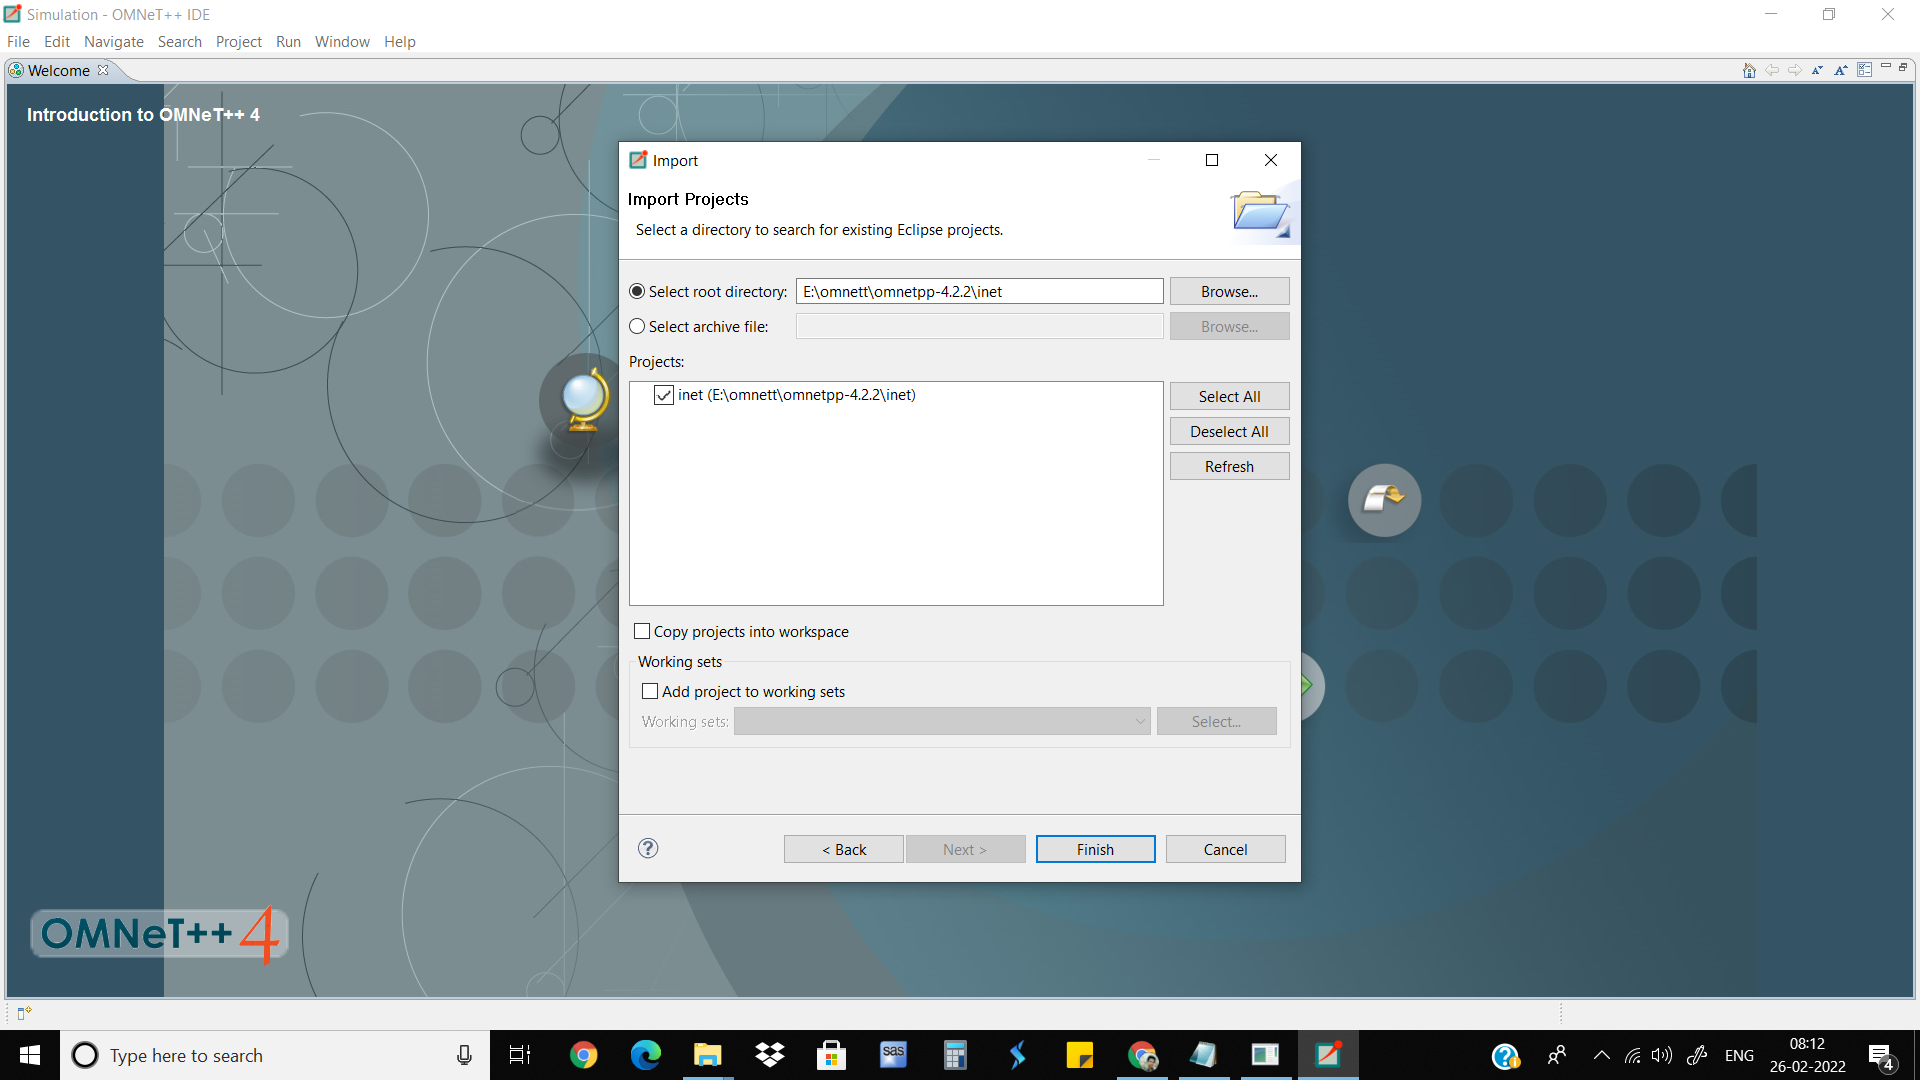 Simulation - OMNeT++ IDE
File Edit Navigate Search Project Run Window Help
Welcome
Introduction to OMNeT++ 4
Import
Import Projects
Select a directory to search for existing Eclipse projects.
Select root directory: E:\omnett\omnetpp-4.2.2\inet Browse...
Select archive file: Browse...
Projects:
inet (E:\omnett\omnetpp-4.2.2\inet)
Select All
Deselect All
Refresh
Copy projects into workspace
Working sets
Add project to working sets
Working sets: Select...
< Back Next > Finish Cancel
OMNeT++ 4
Type here to search
sas
ENG
08:12
26-02-2022
4